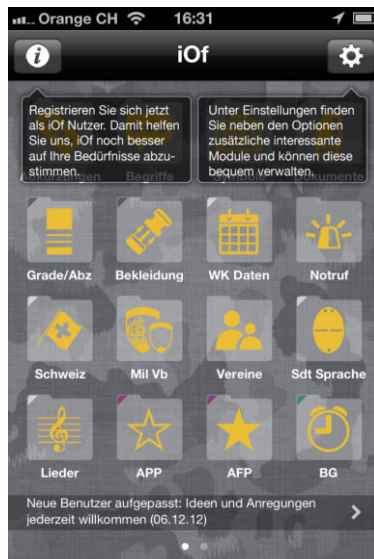 Orange CH 16:31
iOf
Registrieren Sie sich jetzt
als iOf Nutzer. Damit helfen
Sie uns, iOf noch besser
auf Ihre Bedürfnisse abzu-
stimmen.
Unter Einstellungen finden
Sie neben den Optionen
zusätzliche interessante
Module und können diese
bequem verwalten.
Abkürzungen Begriffe Symbole Dokumente
Grade/Abz Bekleidung WK Daten Notruf
Schweiz Mil Vb Vereine Sdt Sprache
Lieder APP AFP BG
Neue Benutzer aufgepasst: Ideen und Anregungen
jederzeit willkommen (06.12.12)